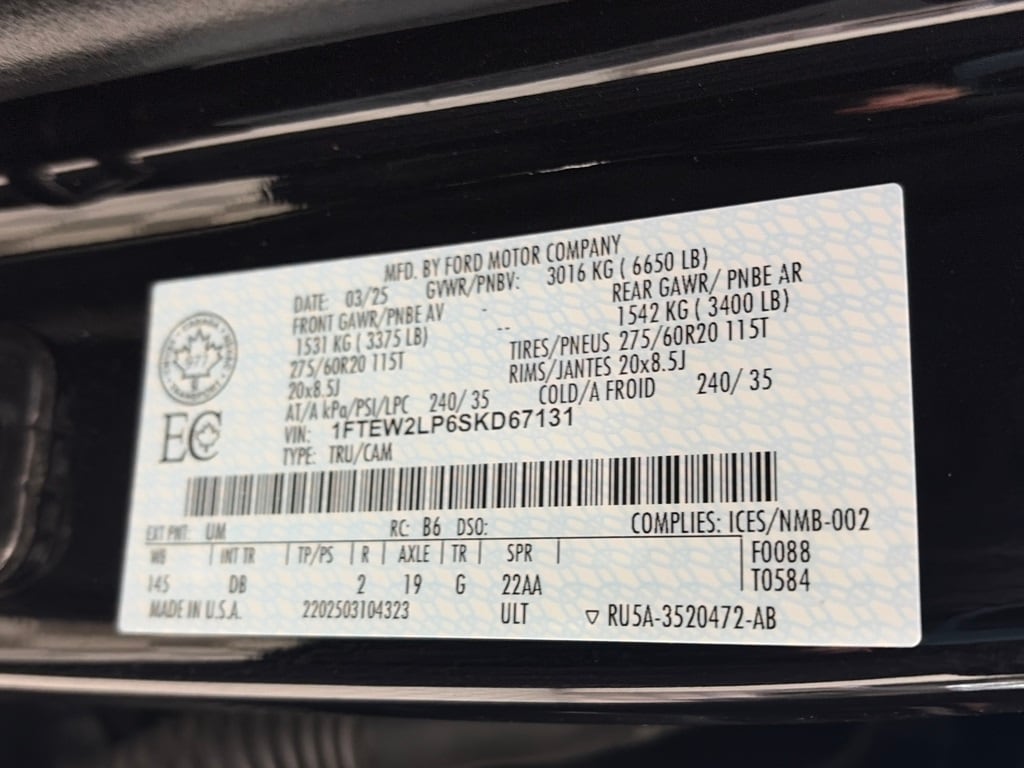 MFD. BY FORD MOTOR COMPANY
DATE: 03/25 GVWR/PNBV: 3016 KG ( 6650 LB)
FRONT GAWR/PNBE AV REAR GAWR/ PNBE AR
1531 KG ( 3375 LB) 1542 KG ( 3400 LB)
275/60R20 115T TIRES/PNEUS 275/60R20 115T
20x8.5J RIMS/JANTES 20x8.5J
AT/A kPa/PSI/LPC 240/ 35 COLD/A FROID 240/ 35
VIN: 1FTEW2LP6SKD67131
TYPE: TRU/CAM
CANADA
TRANSPORT
EC
EXT PNT: UM RC: B6 DSO: COMPLIES: ICES/NMB-002
WB | INT TR | TP/PS | R | AXLE | TR | SPR | F0088
145 DB 2 19 G 22AA T0584
MADE IN U.S.A. 2202503104323 ULT ▽ RU5A-3520472-AB